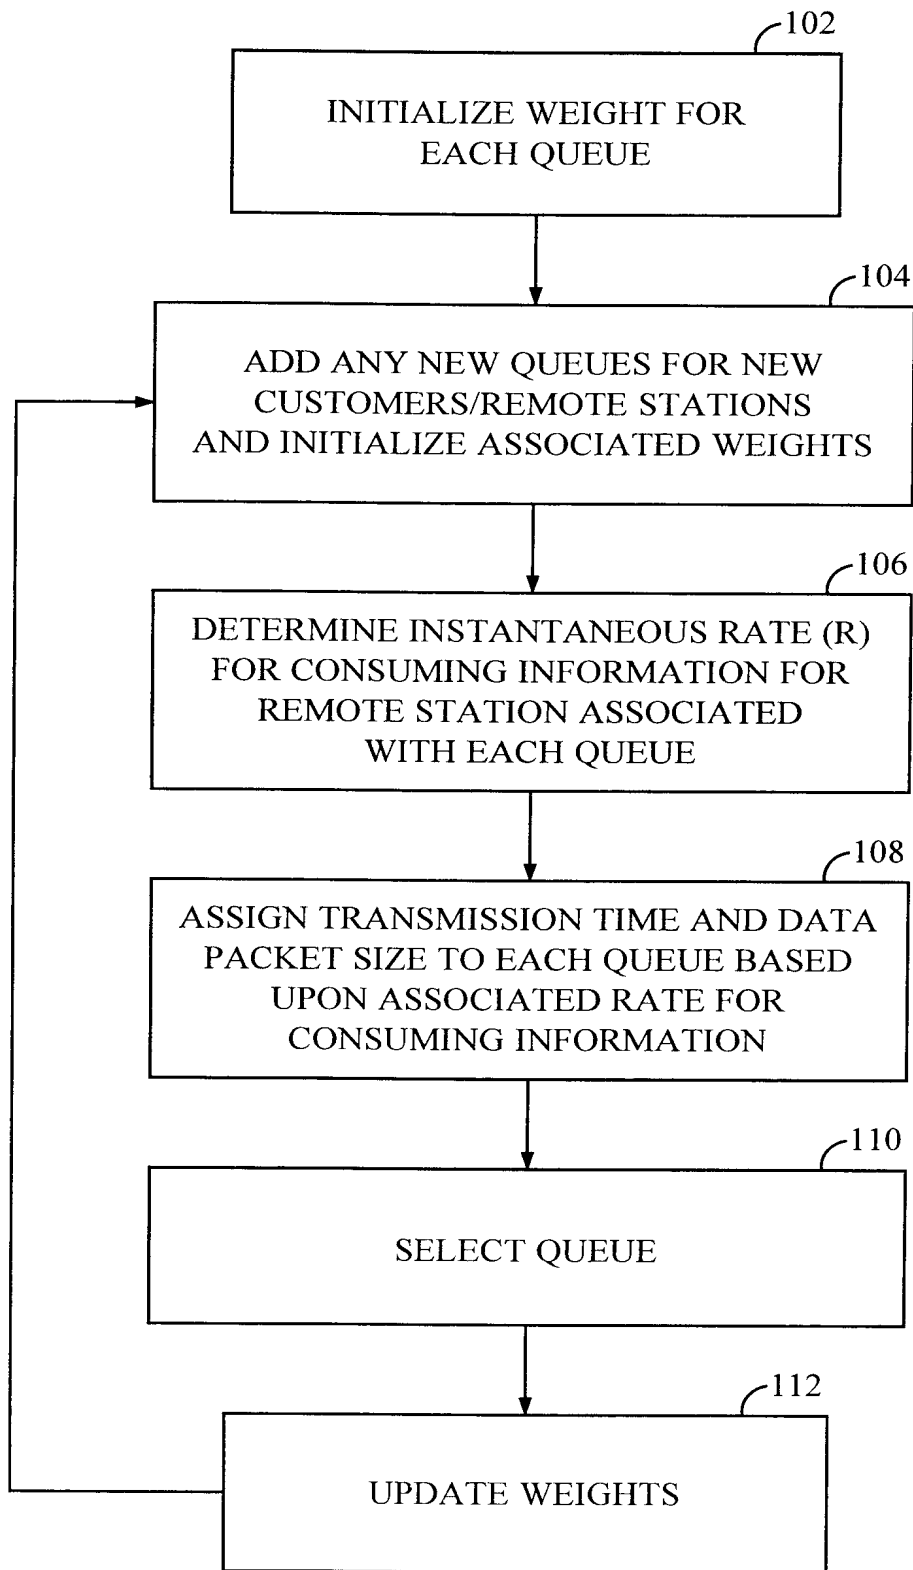 102
INITIALIZE WEIGHT FOR
EACH QUEUE
104
ADD ANY NEW QUEUES FOR NEW
CUSTOMERS/REMOTE STATIONS
AND INITIALIZE ASSOCIATED WEIGHTS
106
DETERMINE INSTANTANEOUS RATE (R)
FOR CONSUMING INFORMATION FOR
REMOTE STATION ASSOCIATED
WITH EACH QUEUE
108
ASSIGN TRANSMISSION TIME AND DATA
PACKET SIZE TO EACH QUEUE BASED
UPON ASSOCIATED RATE FOR
CONSUMING INFORMATION
110
SELECT QUEUE
112
UPDATE WEIGHTS